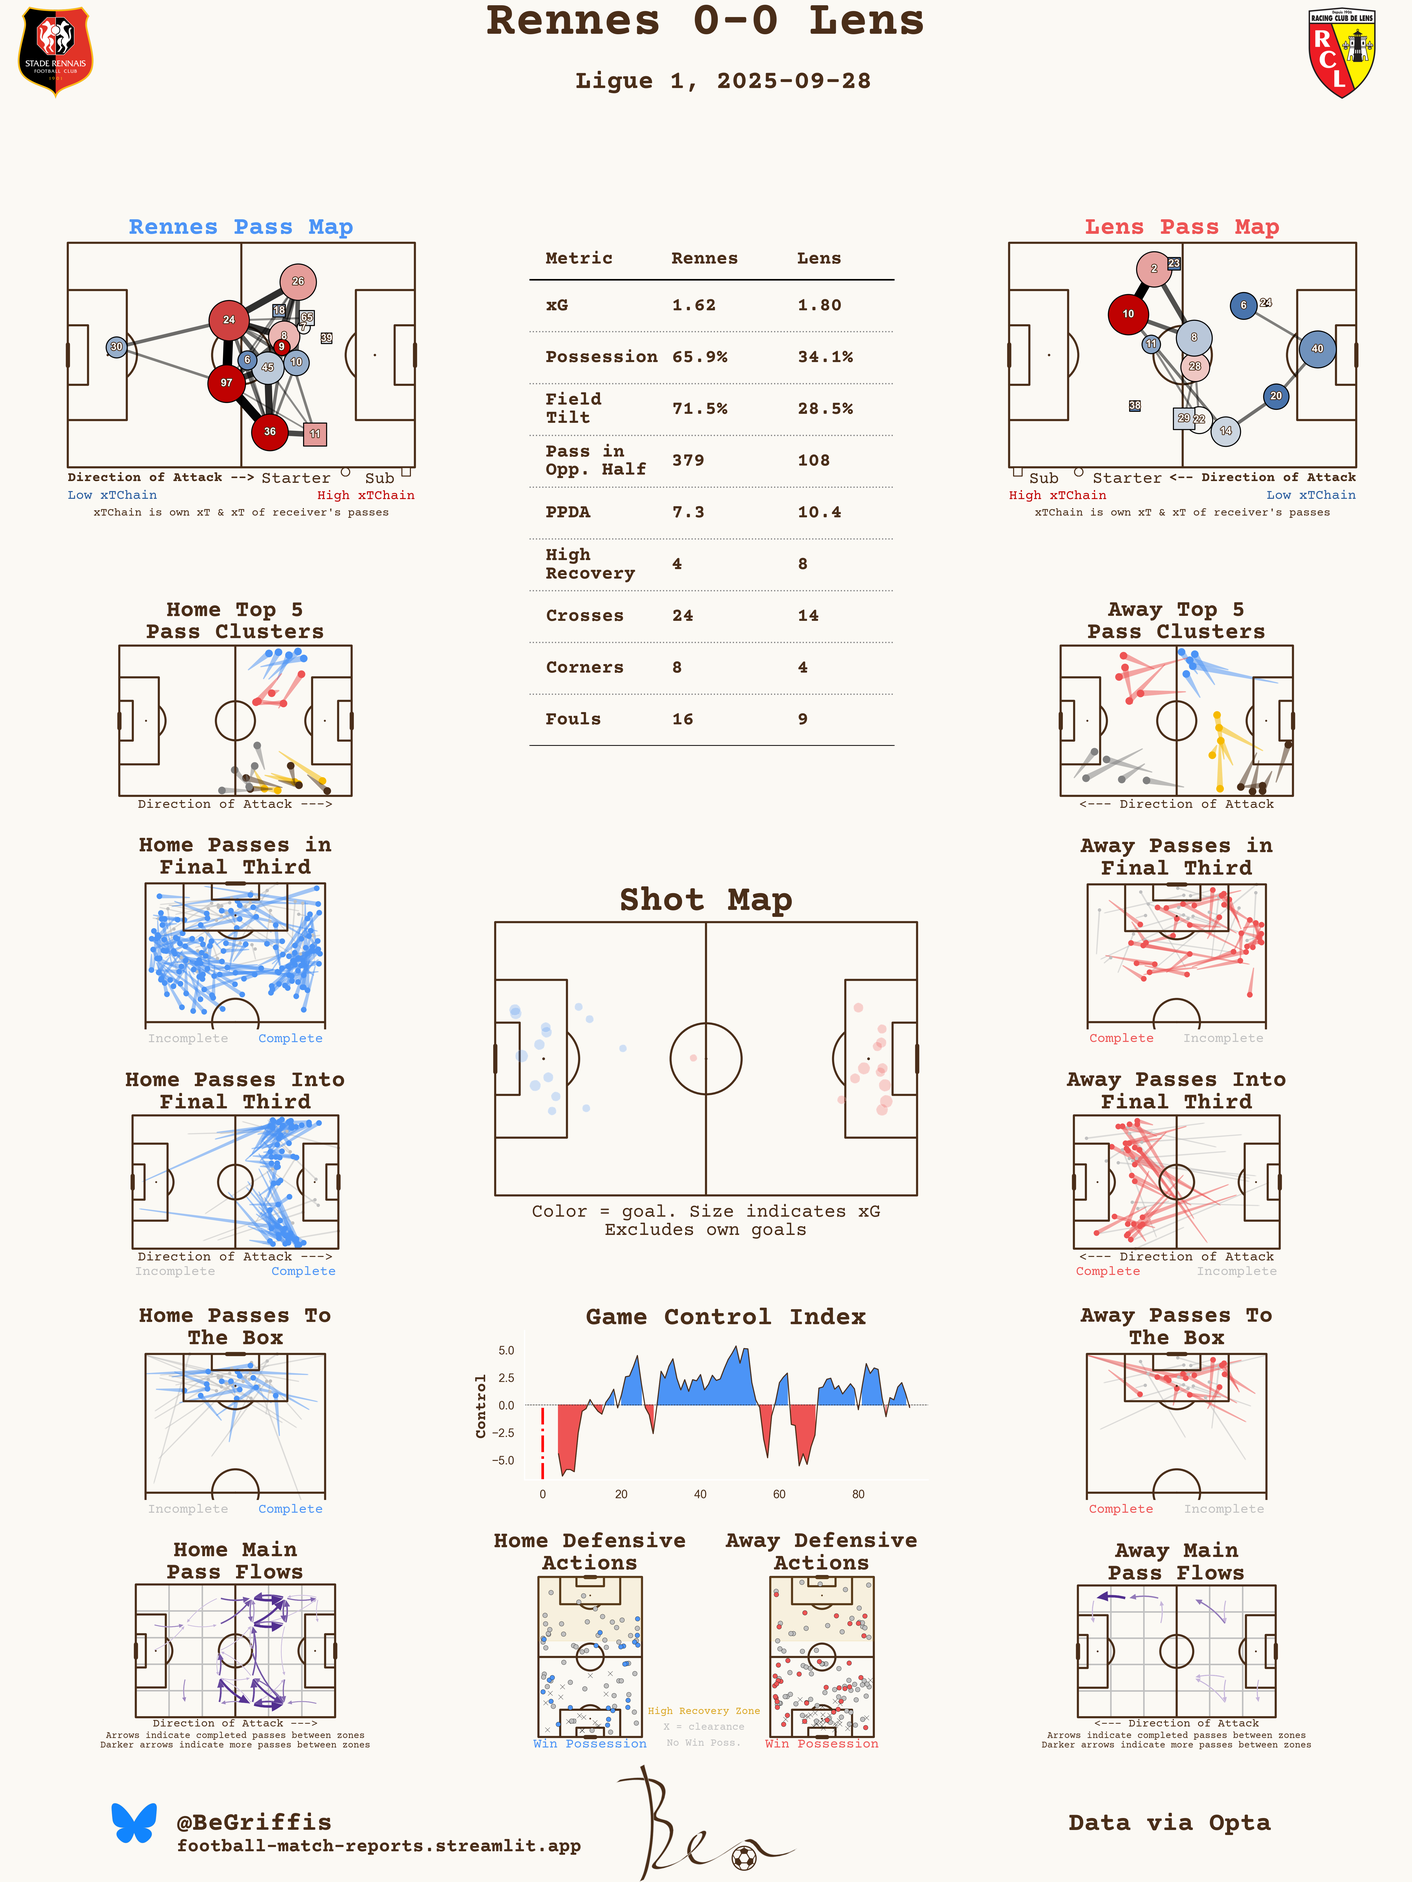 Rennes 0-0 Lens
Ligue 1, 2025-09-28
STADE RENNAIS
FOOTBALL CLUB
1901
Depuis 1906
RACING CLUB DE LENS
R
C
L
Rennes Pass Map
30
24
97
26
18
65
7
8
9
39
6
45
10
36
11
Direction of Attack --> Starter Sub
Low xTChain High xTChain
xTChain is own xT & xT of receiver's passes
Metric Rennes Lens
xG 1.62 1.80
Possession 65.9% 34.1%
Field
Tilt 71.5% 28.5%
Pass in
Opp. Half 379 108
PPDA 7.3 10.4
High
Recovery 4 8
Crosses 24 14
Corners 8 4
Fouls 16 9
Lens Pass Map
2
23
10
6
24
11
8
40
28
20
38
29
22
14
Sub Starter <-- Direction of Attack
High xTChain Low xTChain
xTChain is own xT & xT of receiver's passes
Home Top 5
Pass Clusters
Direction of Attack --->
Away Top 5
Pass Clusters
<--- Direction of Attack
Home Passes in
Final Third
Incomplete Complete
Away Passes in
Final Third
Complete Incomplete
Shot Map
Color = goal. Size indicates xG
Excludes own goals
Home Passes Into
Final Third
Direction of Attack --->
Incomplete Complete
Away Passes Into
Final Third
<--- Direction of Attack
Complete Incomplete
Home Passes To
The Box
Incomplete Complete
Game Control Index
Control
5.0
2.5
0.0
−2.5
−5.0
0 20 40 60 80
Away Passes To
The Box
Complete Incomplete
Home Main
Pass Flows
Direction of Attack --->
Arrows indicate completed passes between zones
Darker arrows indicate more passes between zones
Home Defensive
Actions
Win Possession
High Recovery Zone
X = clearance
No Win Poss.
Away Defensive
Actions
Win Possession
Away Main
Pass Flows
<--- Direction of Attack
Arrows indicate completed passes between zones
Darker arrows indicate more passes between zones
@BeGriffis
football-match-reports.streamlit.app
Ben
Data via Opta